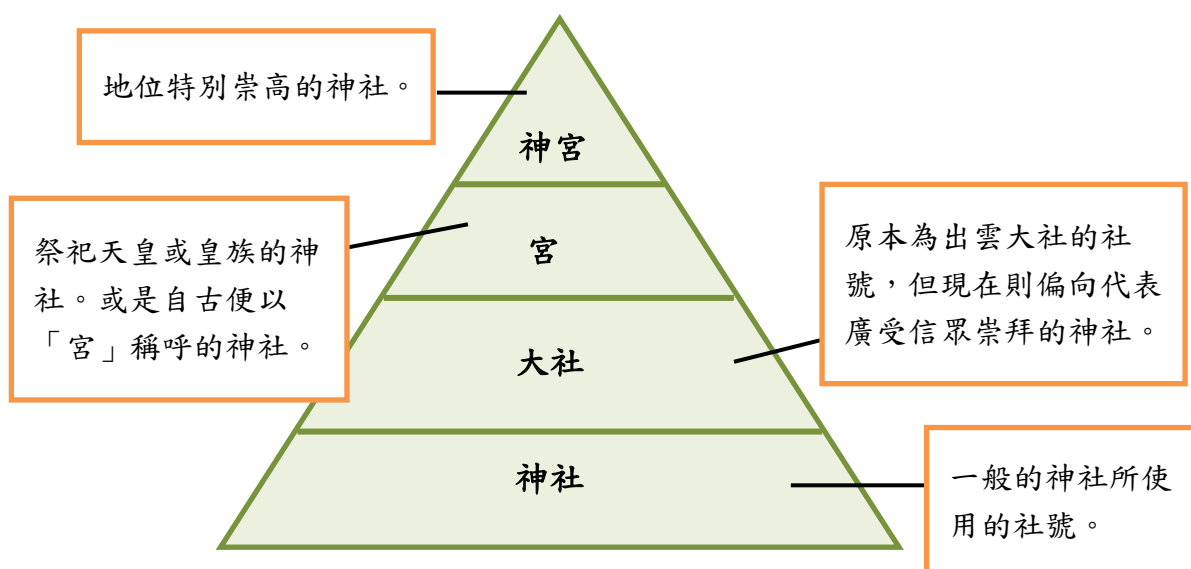 地位特別崇高的神社。
神宮
祭祀天皇或皇族的神
社。或是自古便以
「宮」稱呼的神社。
宮
原本為出雲大社的社
號，但現在則偏向代表
廣受信眾崇拜的神社。
大社
神社
一般的神社所使
用的社號。